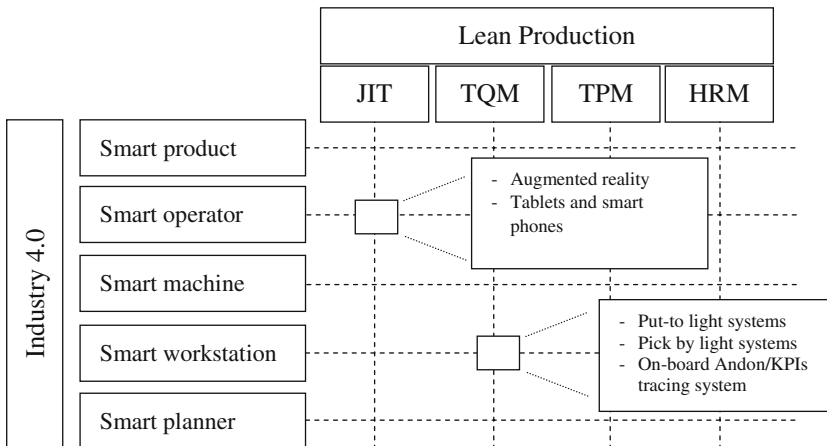 Lean Production
JIT
TQM
TPM
HRM
Industry 4.0
Smart product
Smart operator
Smart machine
Smart workstation
Smart planner
- Augmented reality
- Tablets and smart
phones
- Put-to light systems
- Pick by light systems
- On-board Andon/KPIs
tracing system